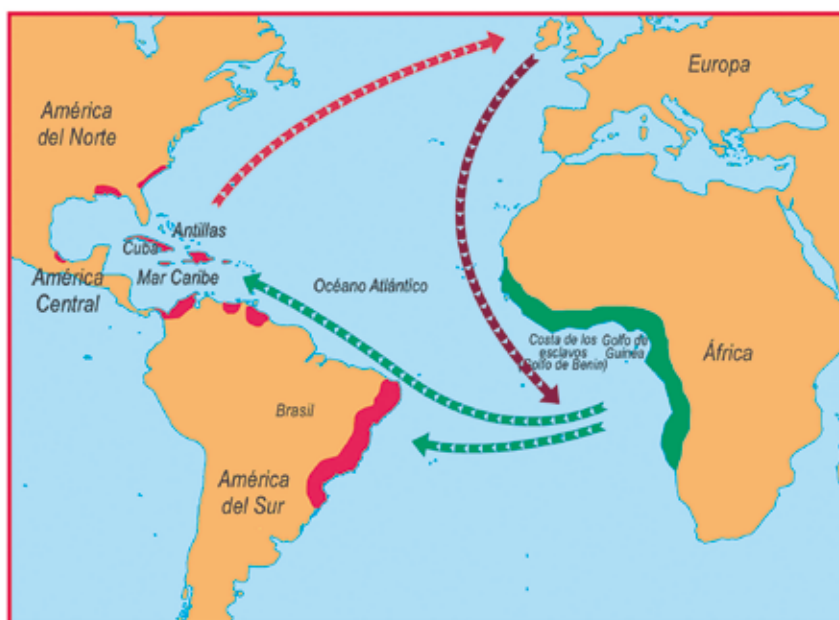 Europa
América
del Norte
Antillas
Cuba
Mar Caribe
América
Central
Océano Atlántico
Costa de los
esclavos
(Golfo de Benin)
Golfo de
Guinea
África
Brasil
América
del Sur